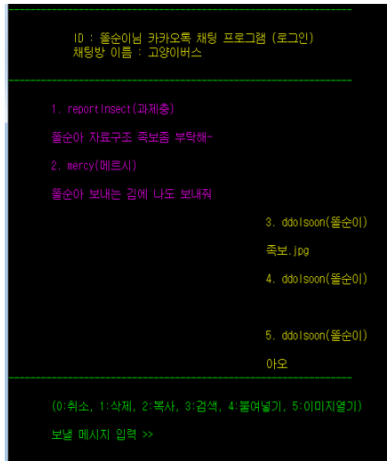 ID : 똘순이님 카카오톡 채팅 프로그램 (로그인)
채팅방 이름 : 고양이버스
1. reportInsect(과제충)
똘순아 자료구조 족보좀 부탁해~
2. mercy(메르시)
똘순아 보내는 김에 나도 보내줘
3. ddolsoon(똘순이)
족보.jpg
4. ddolsoon(똘순이)
5. ddolsoon(똘순이)
아오
(0:취소, 1:삭제, 2:복사, 3:검색, 4:붙여넣기, 5:이미지열기)
보낼 메시지 입력 >>